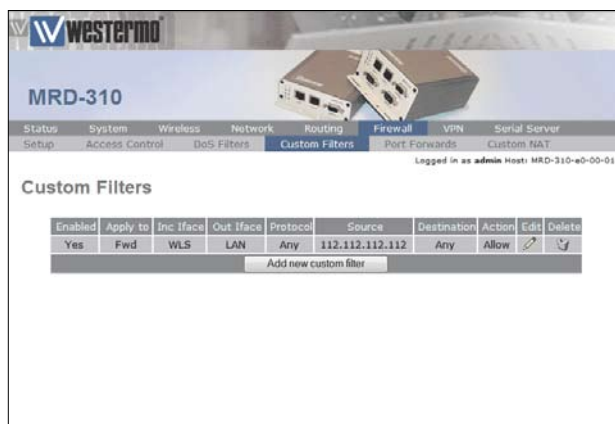 westermo
MRD-310
Status System Wireless Network Routing Firewall VPN Serial Server
Setup Access Control DoS Filters Custom Filters Port Forwards Custom NAT
Logged in as admin Host: MRD-310-e0-00-01
Custom Filters
Enabled Apply to Inc Iface Out Iface Protocol Source Destination Action Edit Delete
Yes Fwd WLS LAN Any 112.112.112.112 Any Allow
Add new custom filter